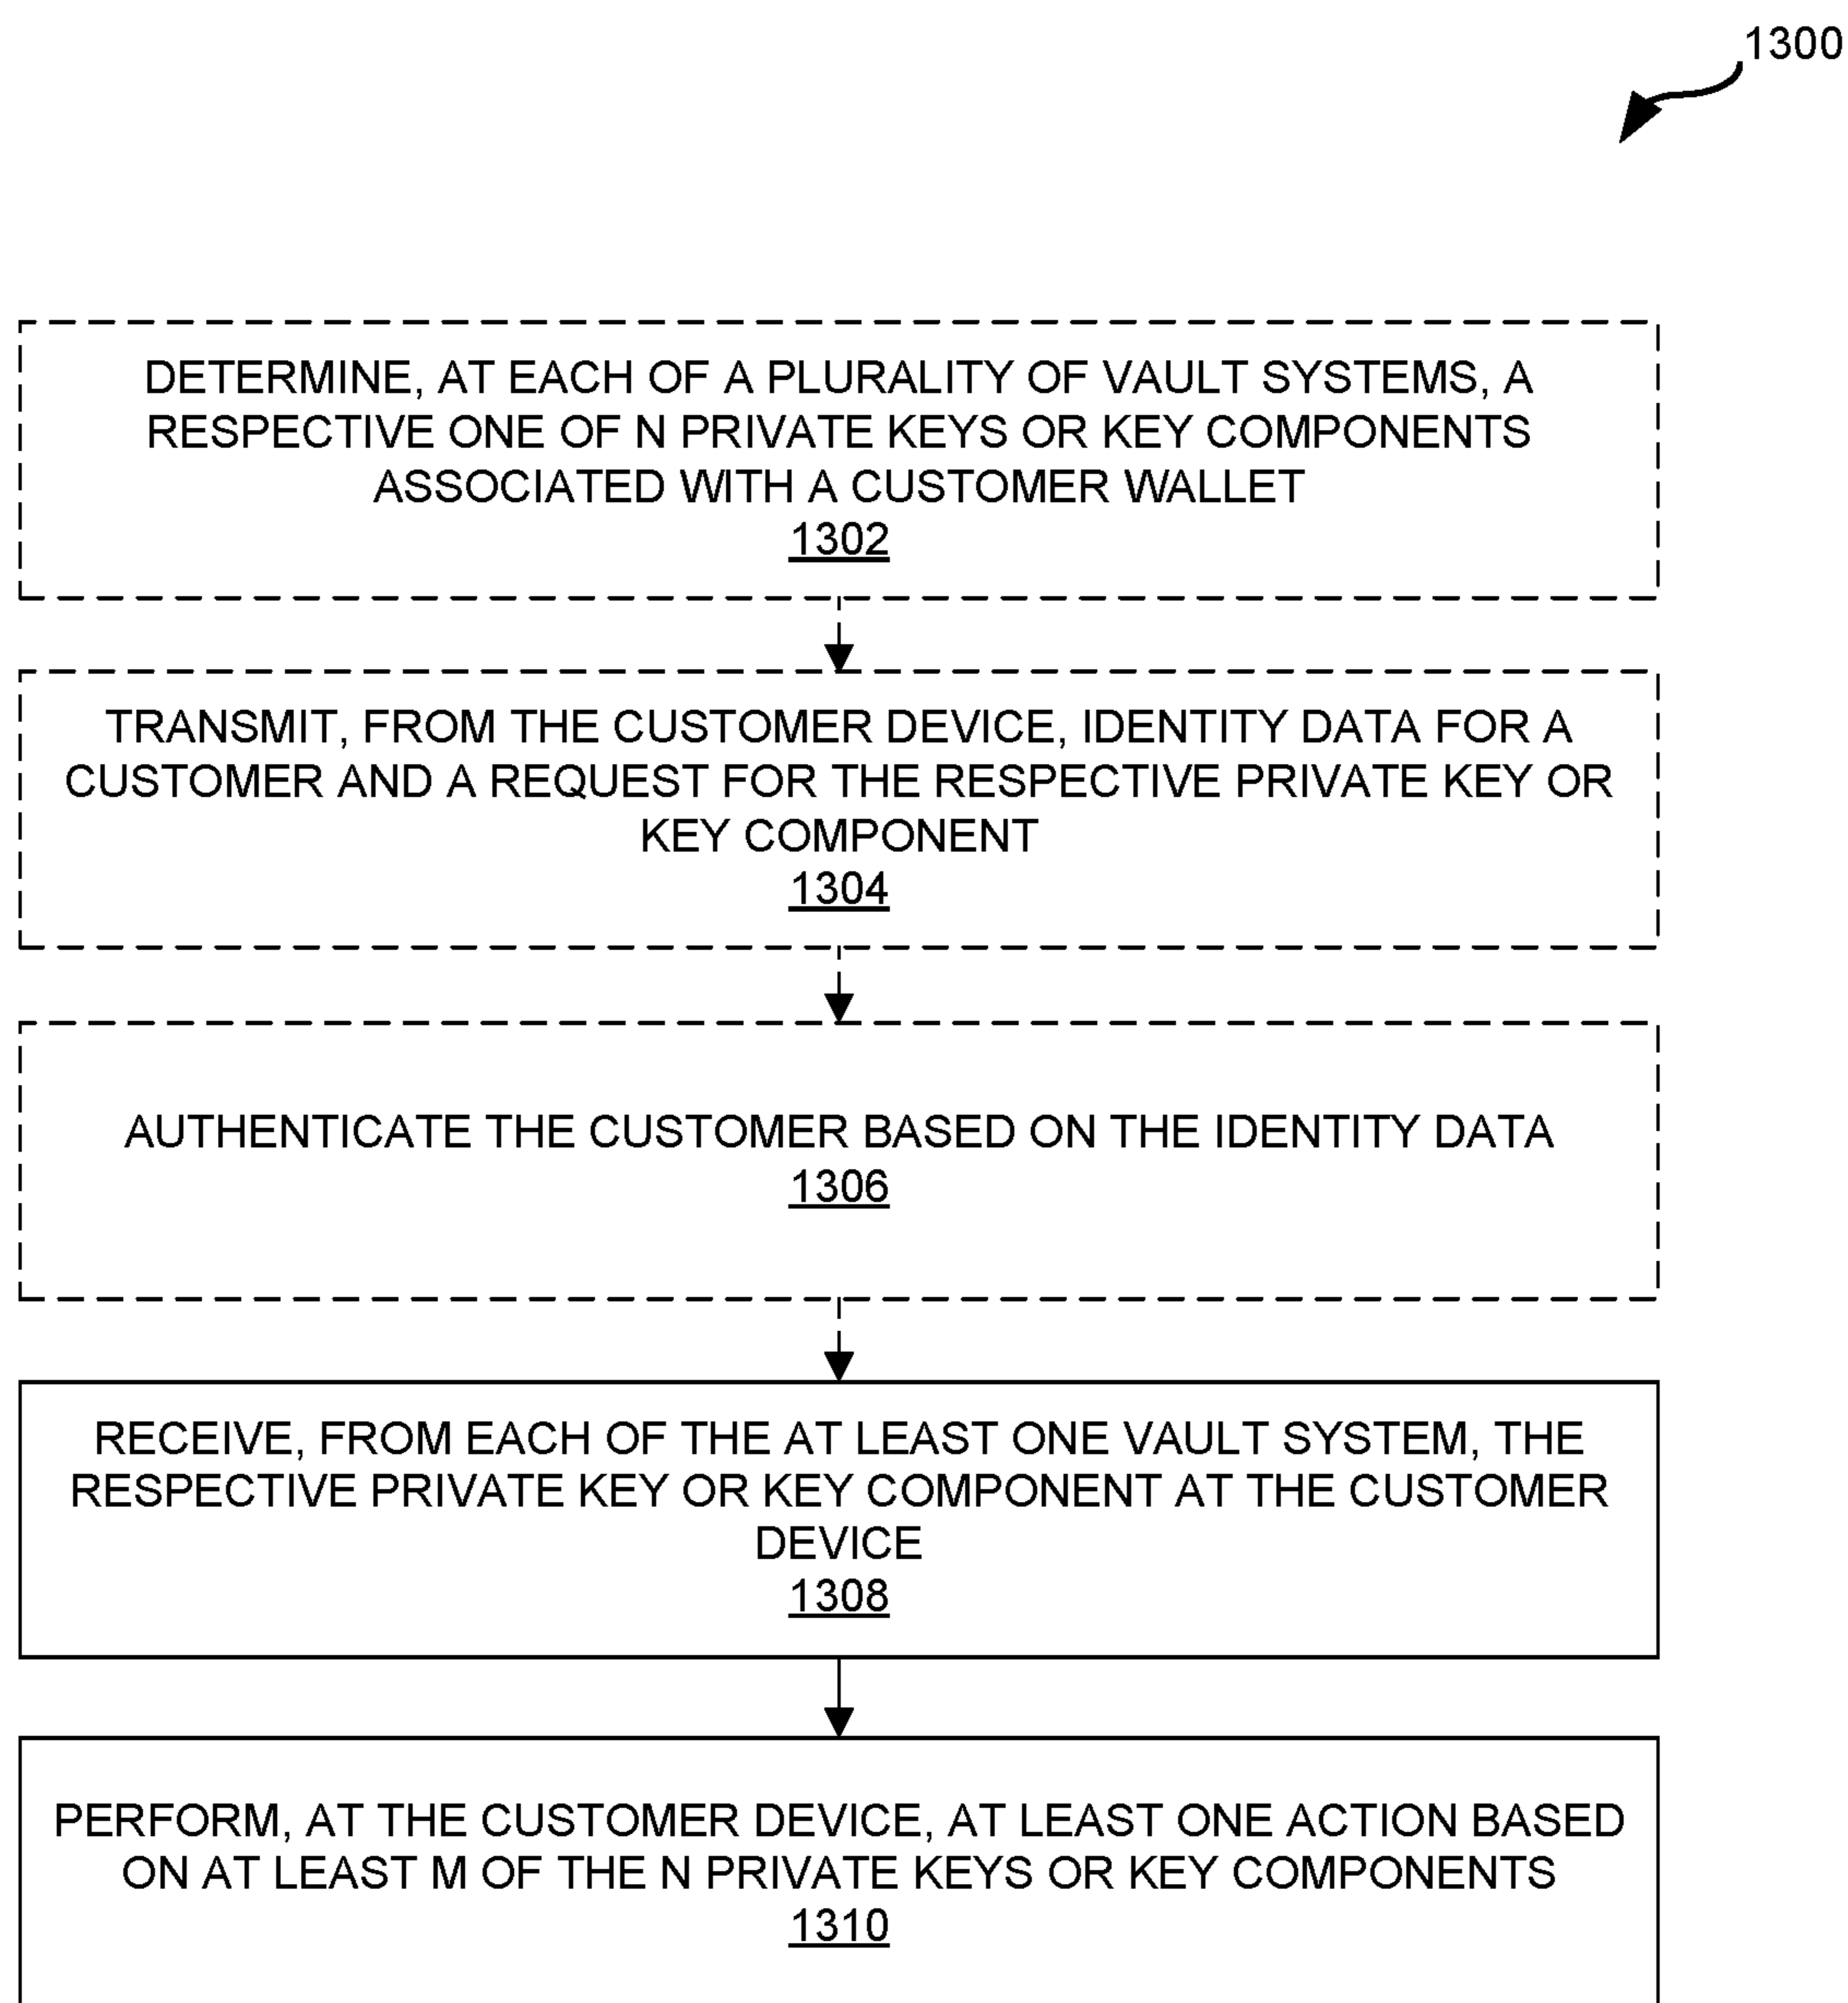 1300
DETERMINE, AT EACH OF A PLURALITY OF VAULT SYSTEMS, A
RESPECTIVE ONE OF N PRIVATE KEYS OR KEY COMPONENTS
ASSOCIATED WITH A CUSTOMER WALLET
1302
TRANSMIT, FROM THE CUSTOMER DEVICE, IDENTITY DATA FOR A
CUSTOMER AND A REQUEST FOR THE RESPECTIVE PRIVATE KEY OR
KEY COMPONENT
1304
AUTHENTICATE THE CUSTOMER BASED ON THE IDENTITY DATA
1306
RECEIVE, FROM EACH OF THE AT LEAST ONE VAULT SYSTEM, THE
RESPECTIVE PRIVATE KEY OR KEY COMPONENT AT THE CUSTOMER
DEVICE
1308
PERFORM, AT THE CUSTOMER DEVICE, AT LEAST ONE ACTION BASED
ON AT LEAST M OF THE N PRIVATE KEYS OR KEY COMPONENTS
1310